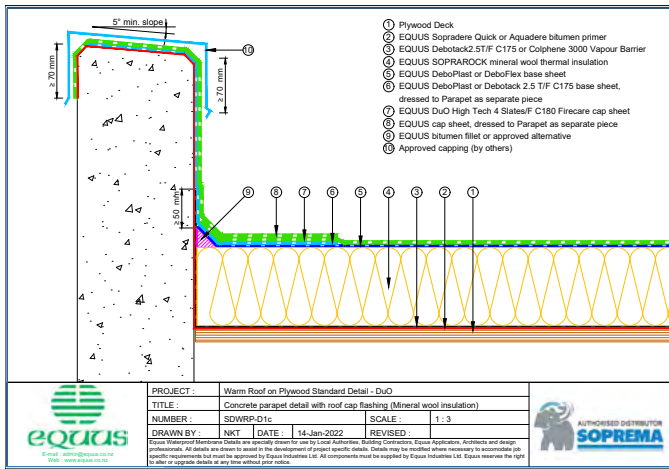 5° min. slope
≥ 70 mm
≥ 70 mm
≥ 50 mm
10
1 Plywood Deck
2 EQUUS Sopradere Quick or Aquadere bitumen primer
3 EQUUS Debotack2.5T/F C175 or Colphene 3000 Vapour Barrier
4 EQUUS SOPRAROCK mineral wool thermal insulation
5 EQUUS DeboPlast or DeboFlex base sheet
6 EQUUS DeboPlast or Debotack 2.5 T/F C175 base sheet,
dressed to Parapet as separate piece
7 EQUUS DuO High Tech 4 Slates/F C180 Firecare cap sheet
8 EQUUS cap sheet, dressed to Parapet as separate piece
9 EQUUS bitumen fillet or approved alternative
10 Approved capping (by others)
9 8 7 6 5 4 3 2 1
equus
E-mail : admin@equus.co.nz
Web : www.equus.co.nz
PROJECT : Warm Roof on Plywood Standard Detail - DuO
TITLE : Concrete parapet detail with roof cap flashing (Mineral wool insulation)
NUMBER : SDWRP-D1c SCALE : 1 : 3
DRAWN BY : NKT DATE : 14-Jan-2022 REVISED :
Equus Waterproof Membrane Details are specially drawn for use by Local Authorities, Building Contractors, Equus Applicators, Architects and design
professionals. All details are drawn to assist in the development of project specific details. Details may be modified where necessary to accomodate job
specific requirements but must be approved by Equus Industries Ltd. All components must be supplied by Equus Industries Ltd. Equus reserves the right
to alter or upgrade details at any time without prior notice.
AUTHORISED DISTRIBUTOR
SOPREMA